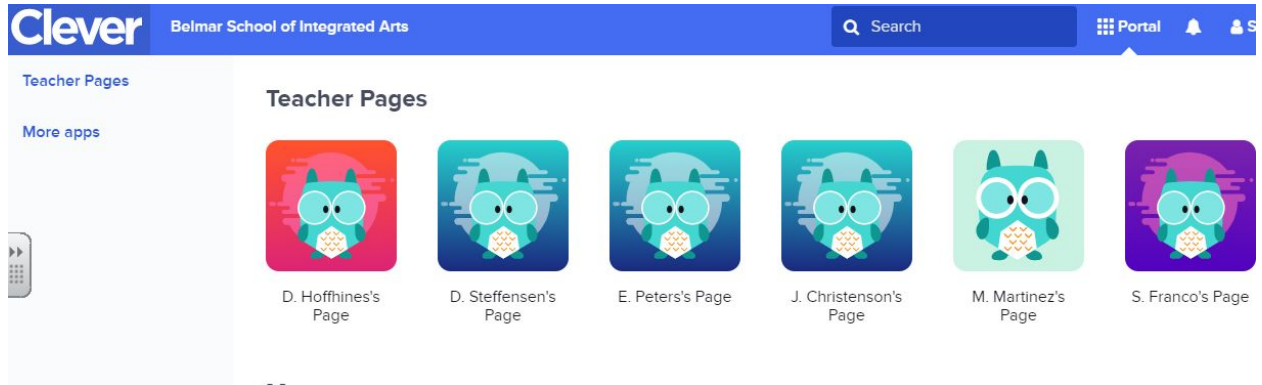 Clever
Belmar School of Integrated Arts
Search
Portal
S
Teacher Pages
More apps
Teacher Pages
D. Hoffhines's
Page
D. Steffensen's
Page
E. Peters's Page
J. Christenson's
Page
M. Martinez's
Page
S. Franco's Page